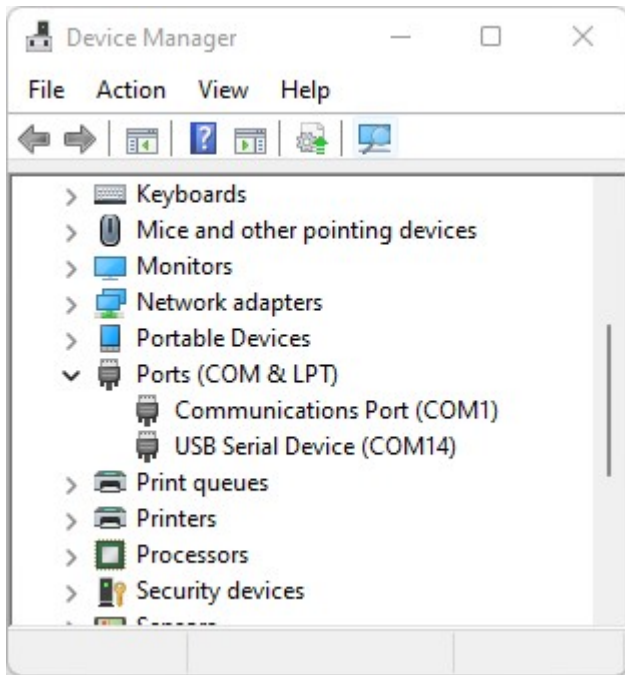 Device Manager
File Action View Help
Keyboards
Mice and other pointing devices
Monitors
Network adapters
Portable Devices
Ports (COM & LPT)
Communications Port (COM1)
USB Serial Device (COM14)
Print queues
Printers
Processors
Security devices